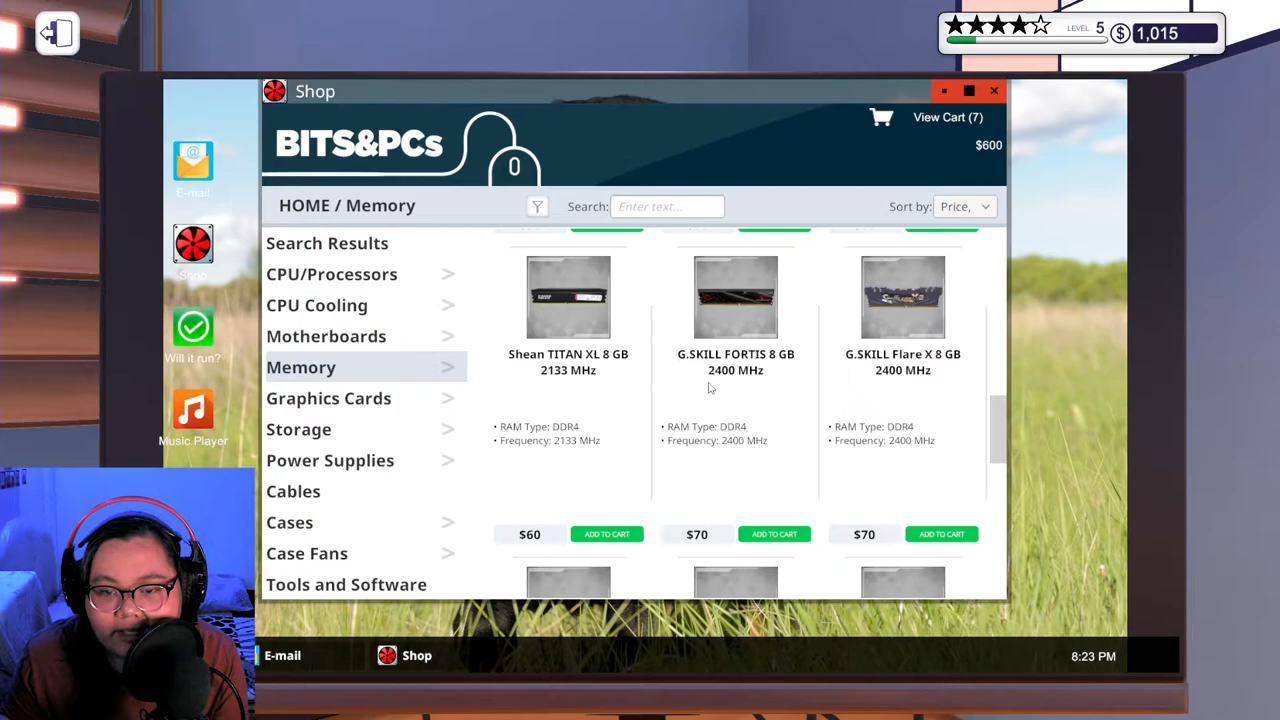 LEVEL 5 $ 1,015
Shop
BITS&PCs
View Cart (7)
$600
HOME / Memory
Search: Enter text...
Sort by: Price,
E-mail
Shop
Will it run?
Music Player
Search Results
CPU/Processors >
CPU Cooling >
Motherboards >
Memory >
Graphics Cards >
Storage >
Power Supplies >
Cables
Cases >
Case Fans >
Tools and Software
Shean TITAN XL 8 GB
2133 MHz
• RAM Type: DDR4
• Frequency: 2133 MHz
$60 ADD TO CART
G.SKILL FORTIS 8 GB
2400 MHz
• RAM Type: DDR4
• Frequency: 2400 MHz
$70 ADD TO CART
G.SKILL Flare X 8 GB
2400 MHz
• RAM Type: DDR4
• Frequency: 2400 MHz
$70 ADD TO CART
E-mail
Shop
8:23 PM